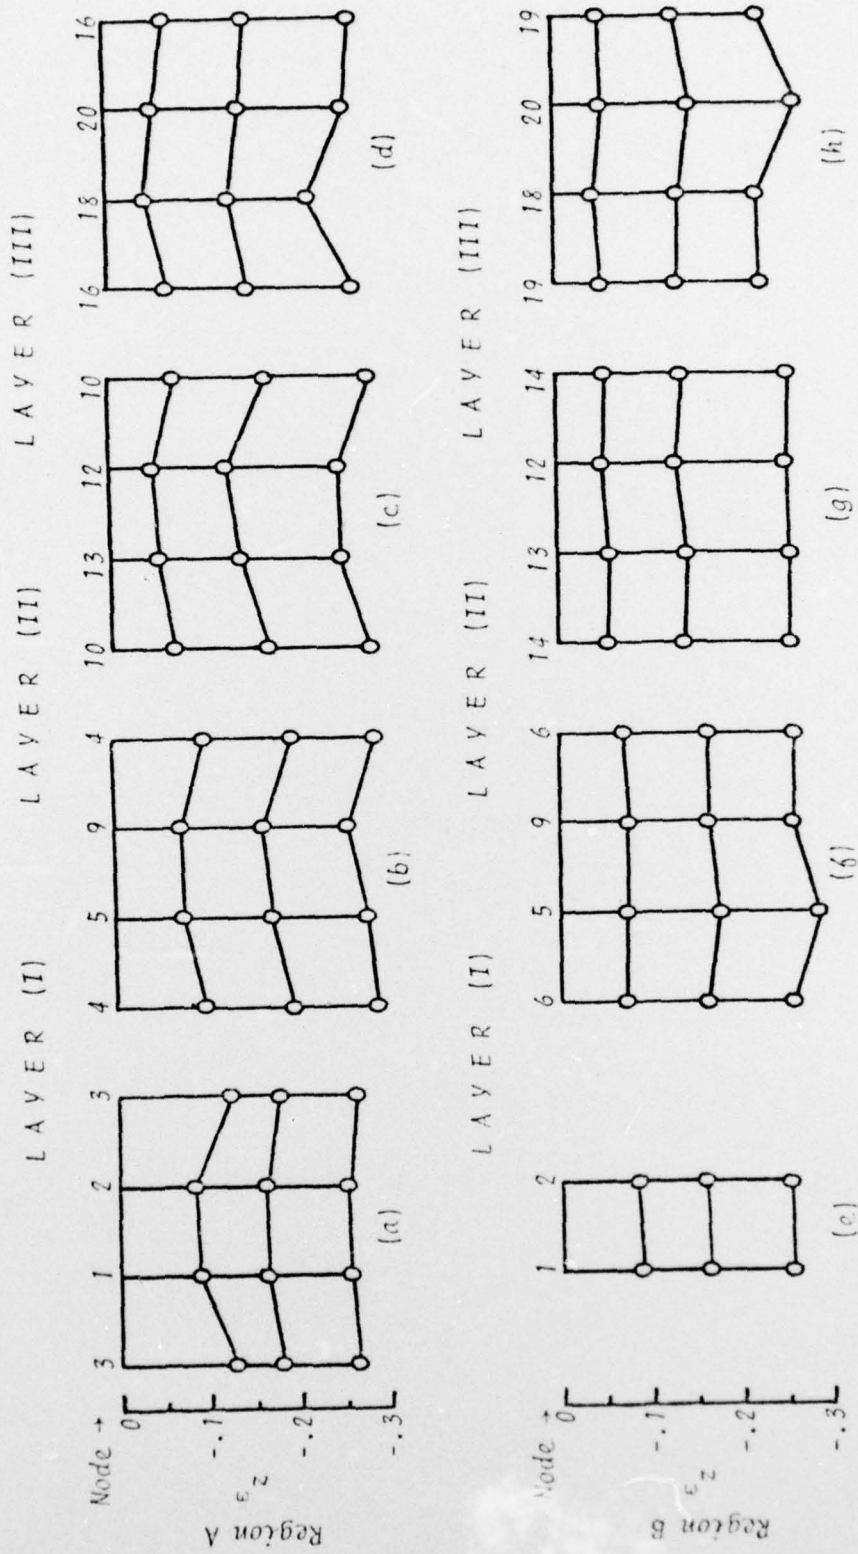 LAYER (I) LAYER (II) LAYER (III)
Node → 3 1 2 3 4 5 9 4 10 13 12 10 16 18 20 16
0
-.1
-.2
-.3
ε z
Region A
(a) (b) (c) (d)
LAYER (I) LAYER (II) LAYER (III)
Node → 1 2 6 5 9 6 14 13 12 14 19 18 20 19
0
-.1
-.2
-.3
ε z
Region B
(e) (f) (g) (h)